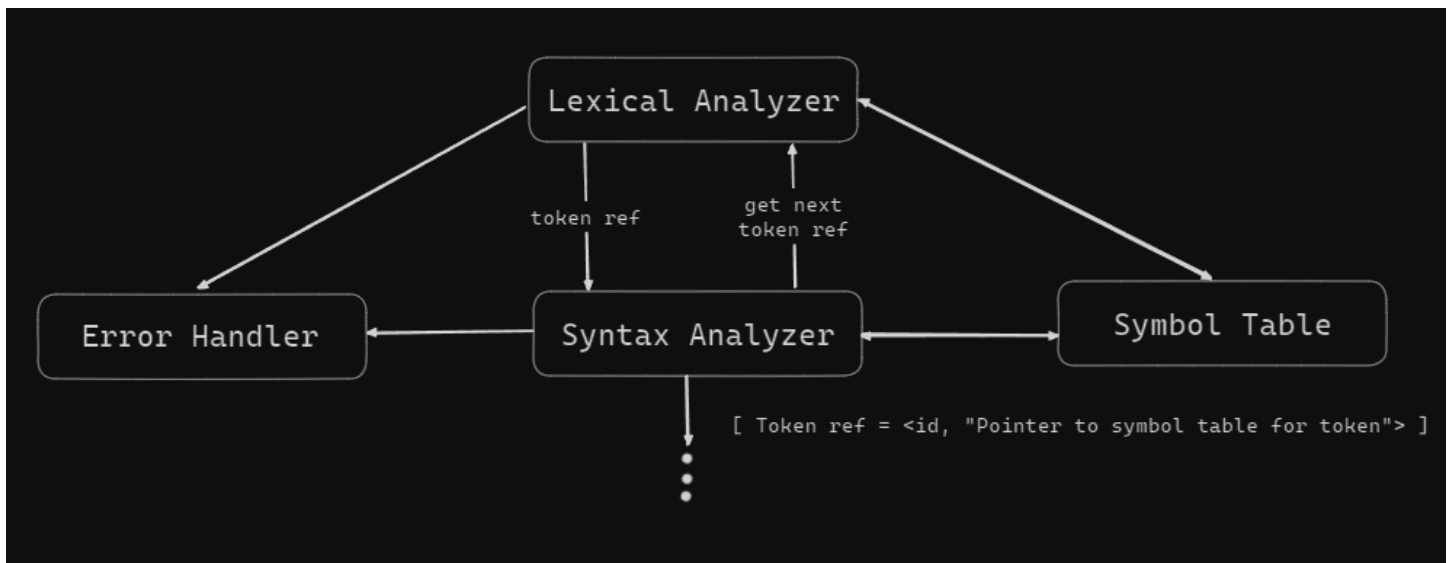 Lexical Analyzer
token ref
get next
token ref
Error Handler
Syntax Analyzer
Symbol Table
[ Token ref = <id, "Pointer to symbol table for token"> ]